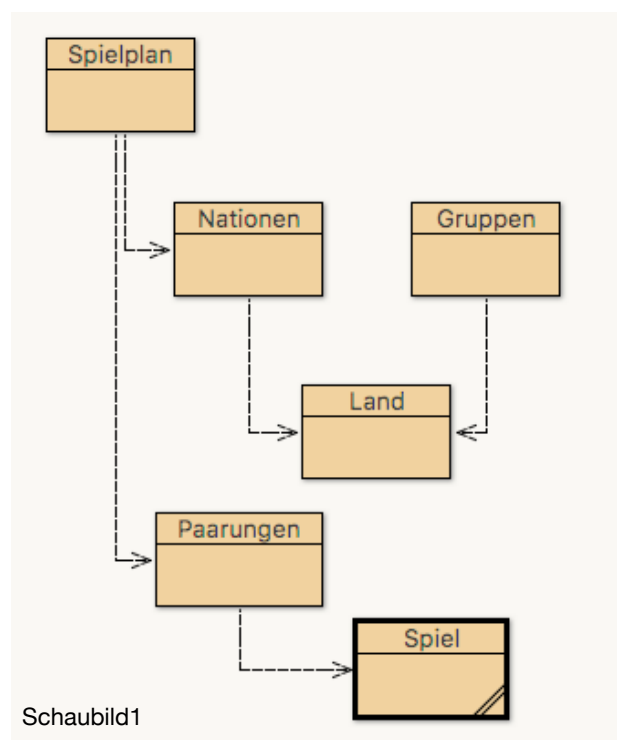 Spielplan
Nationen
Gruppen
Land
Paarungen
Spiel
Schaubild1